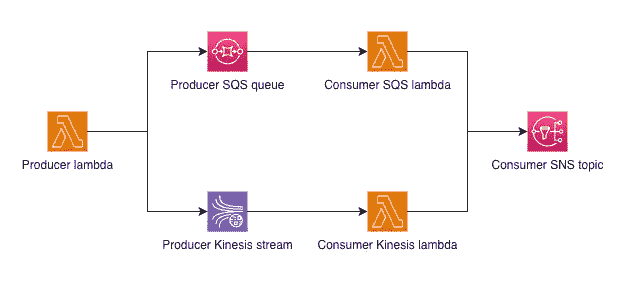 Producer SQS queue
Consumer SQS lambda
Producer lambda
Consumer SNS topic
Producer Kinesis stream
Consumer Kinesis lambda